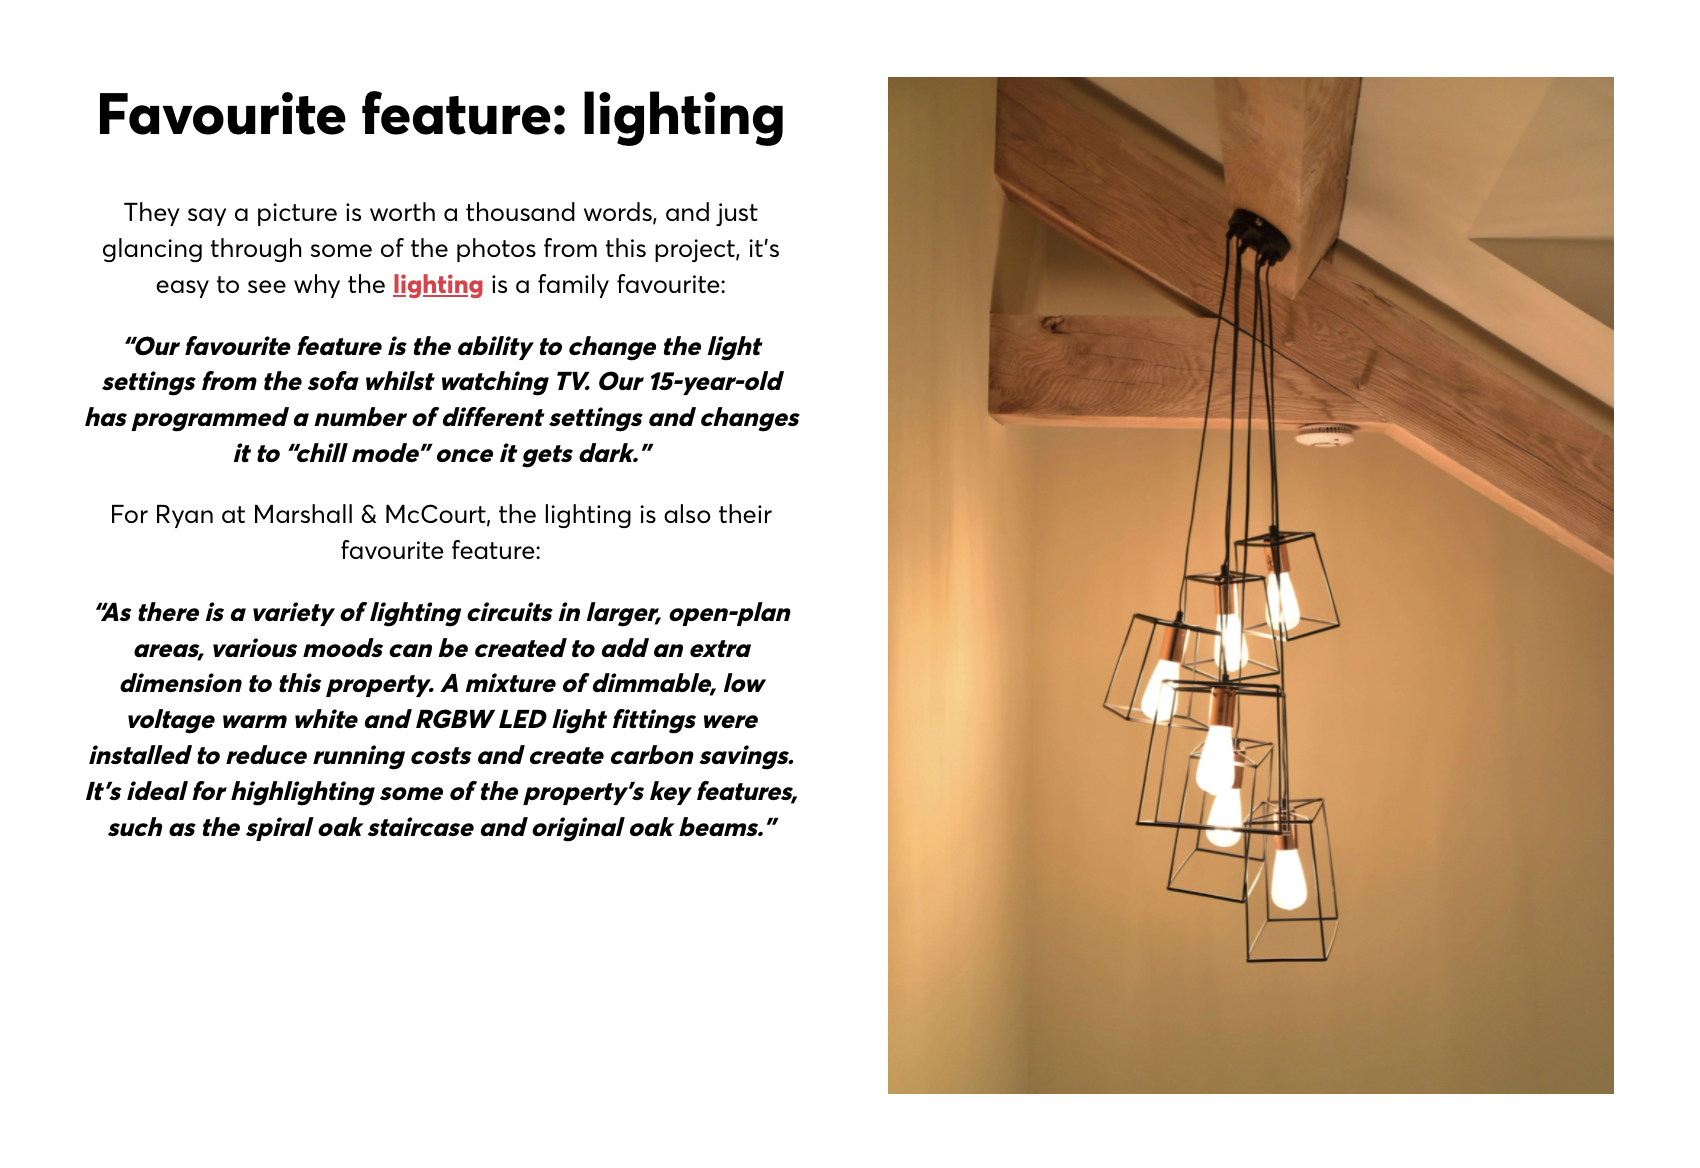 Favourite feature: lighting
They say a picture is worth a thousand words, and just
glancing through some of the photos from this project, it’s
easy to see why the lighting is a family favourite:
“Our favourite feature is the ability to change the light
settings from the sofa whilst watching TV. Our 15-year-old
has programmed a number of different settings and changes
it to “chill mode” once it gets dark.”
For Ryan at Marshall & McCourt, the lighting is also their
favourite feature:
“As there is a variety of lighting circuits in larger, open-plan
areas, various moods can be created to add an extra
dimension to this property. A mixture of dimmable, low
voltage warm white and RGBW LED light fittings were
installed to reduce running costs and create carbon savings.
It’s ideal for highlighting some of the property’s key features,
such as the spiral oak staircase and original oak beams.”